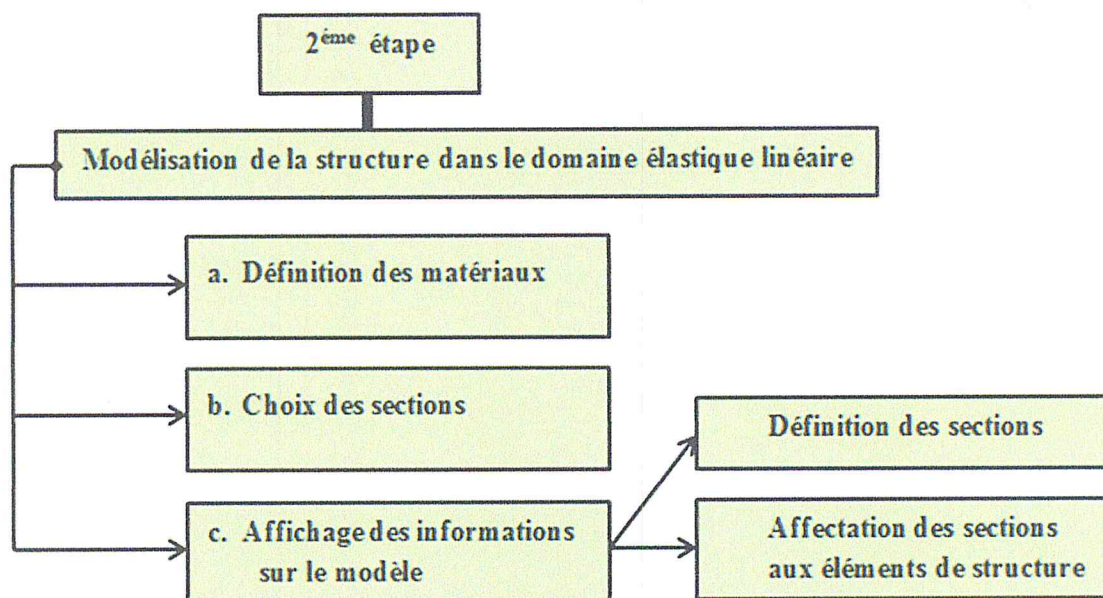 2éme étape
Modélisation de la structure dans le domaine élastique linéaire
a. Définition des matériaux
b. Choix des sections
Définition des sections
c. Affichage des informations
sur le modèle
Affectation des sections
aux éléments de structure